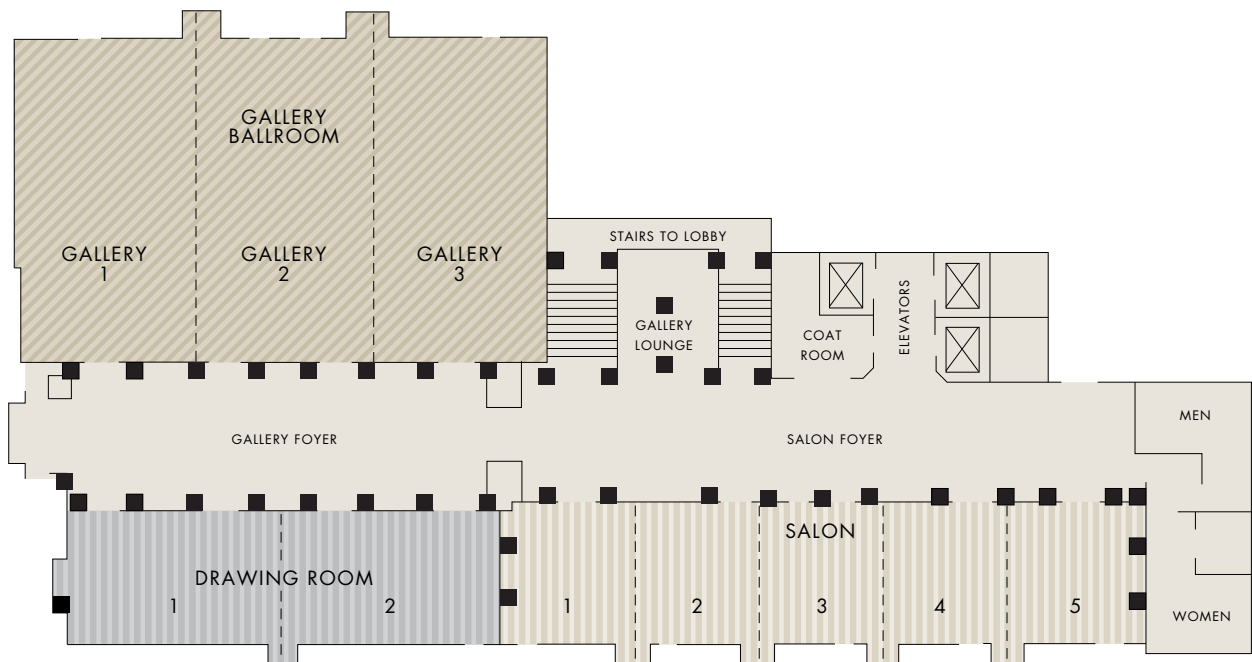 GALLERY
BALLROOM
GALLERY
1
GALLERY
2
GALLERY
3
STAIRS TO LOBBY
GALLERY
LOUNGE
COAT
ROOM
ELEVATORS
MEN
GALLERY FOYER
SALON FOYER
SALON
DRAWING ROOM
1
2
1
2
3
4
5
WOMEN